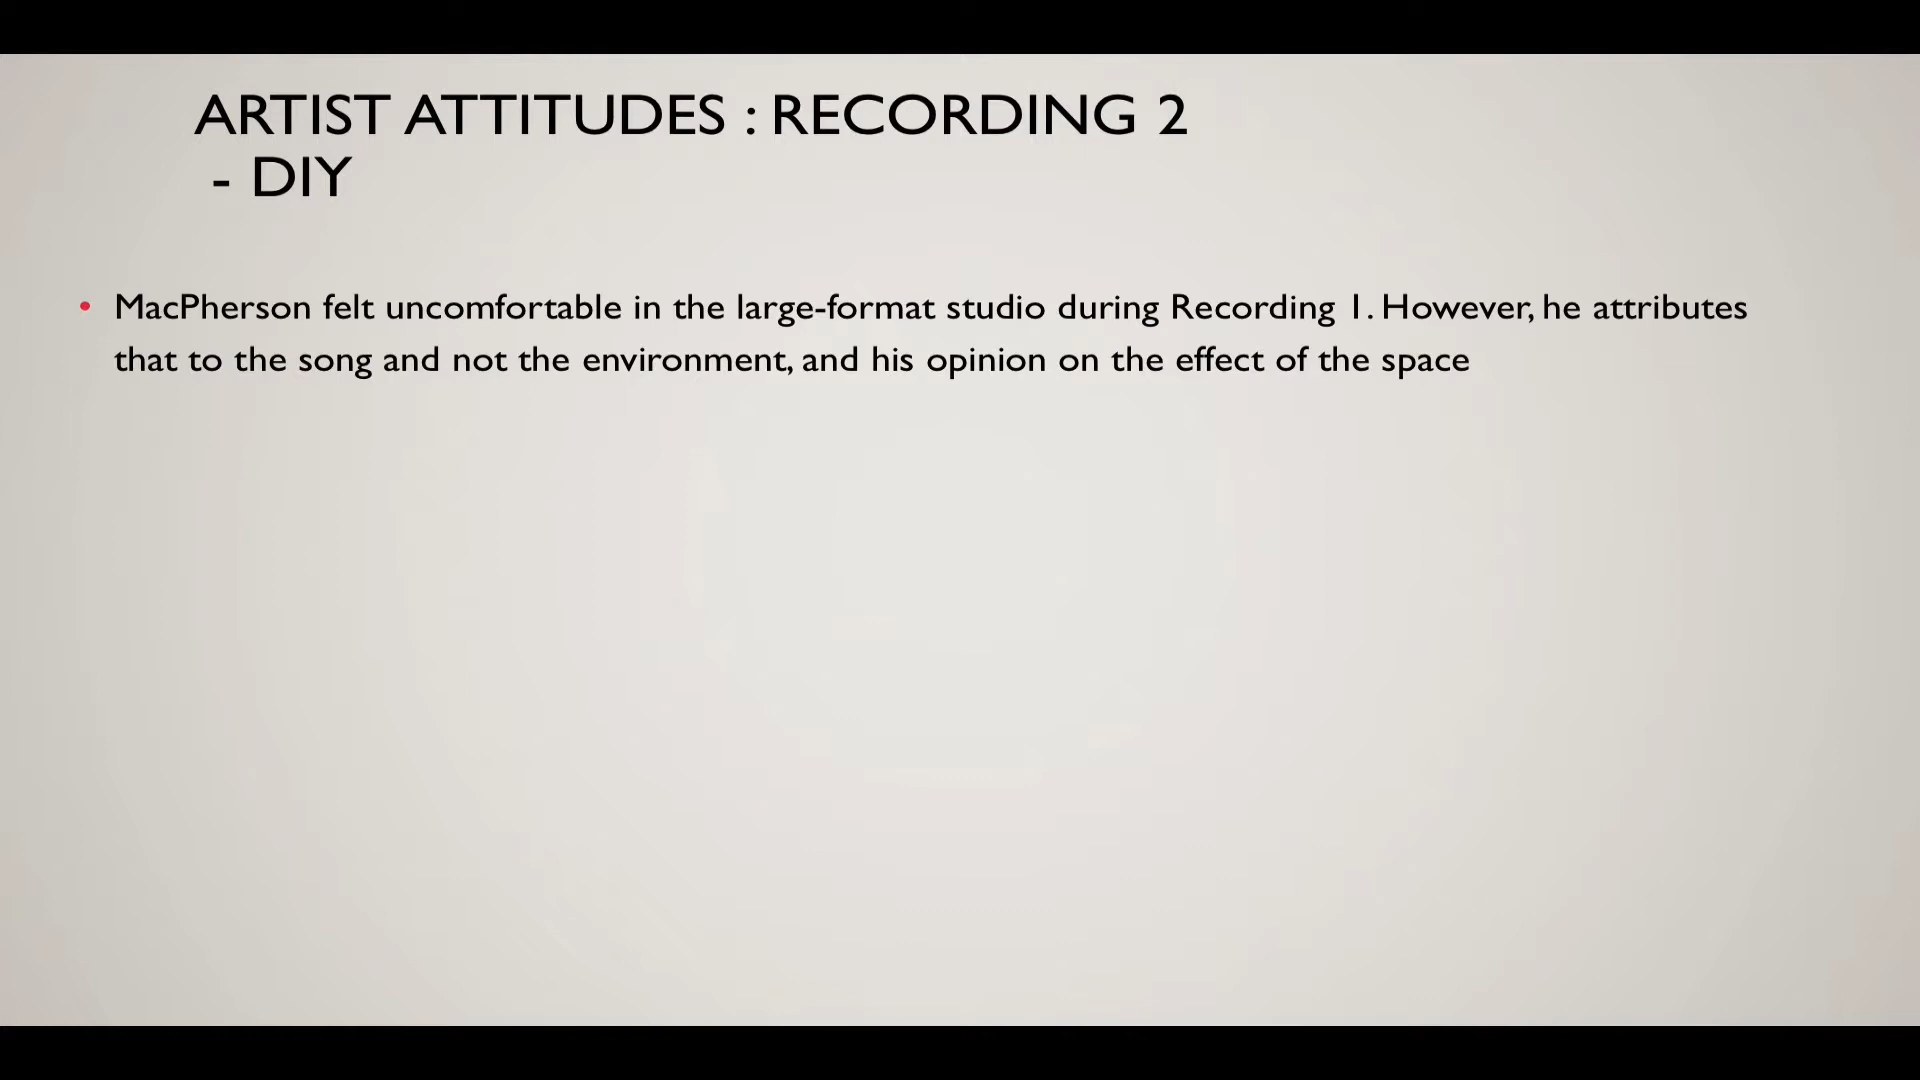 ARTIST ATTITUDES : RECORDING 2
- DIY
• MacPherson felt uncomfortable in the large-format studio during Recording 1. However, he attributes
that to the song and not the environment, and his opinion on the effect of the space